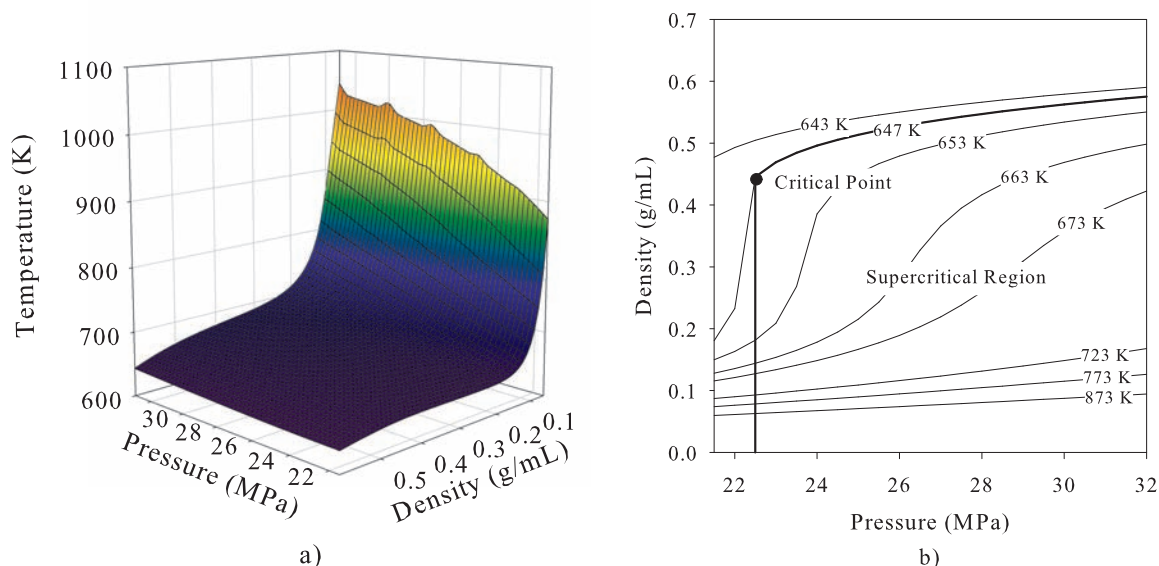 1100
1000
900
800
700
600
Temperature (K)
30
28
26
24
22
Pressure (MPa)
0.5
0.4
0.3
0.2
0.1
Density (g/mL)
a)
0.7
0.6
0.5
0.4
0.3
0.2
0.1
0.0
Density (g/mL)
643 K
647 K
653 K
Critical Point
663 K
673 K
Supercritical Region
723 K
773 K
873 K
22
24
26
28
30
32
Pressure (MPa)
b)